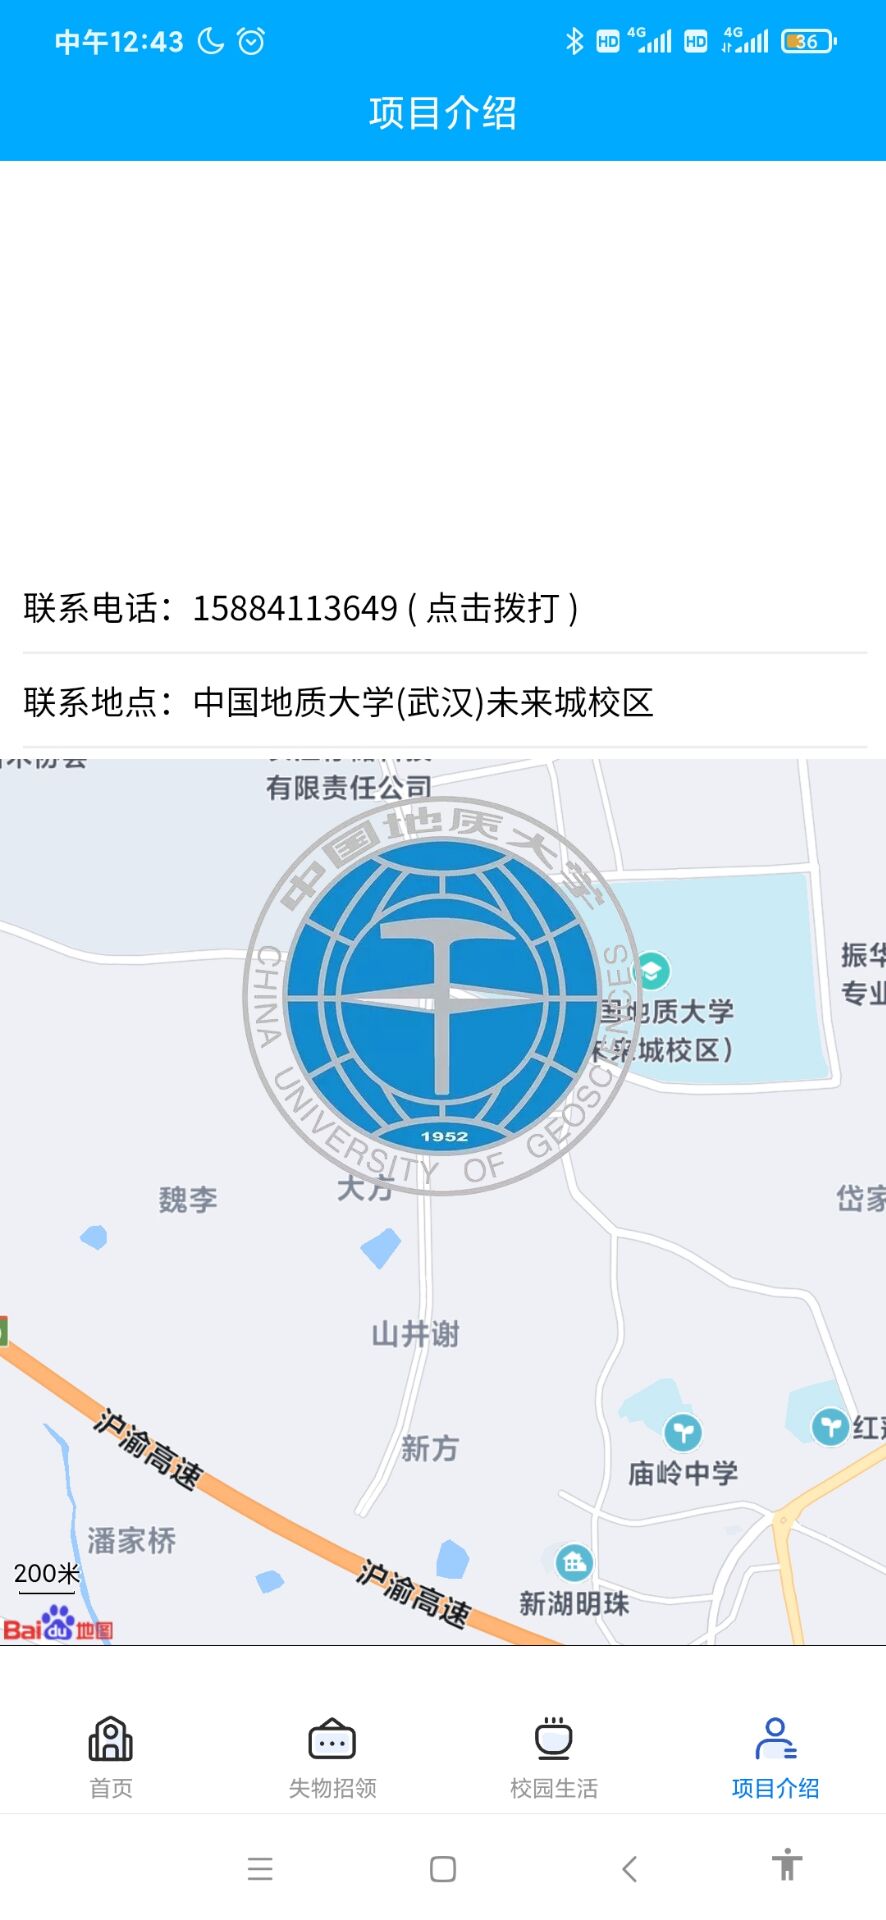 中午12:43
HD 4G HD 4G 36
项目介绍
联系电话：15884113649 ( 点击拨打 )
联系地点：中国地质大学(武汉)未来城校区
有限责任公司
中国地质大学
CHINA UNIVERSITY OF GEOSCIENCES
1952
振华
专业
国地质大学
未来城校区）
魏李
大方
岱家
山井谢
沪渝高速
新方
红莲
庙岭中学
潘家桥
200米
沪渝高速
新湖明珠
Baidu地图
首页
失物招领
校园生活
项目介绍